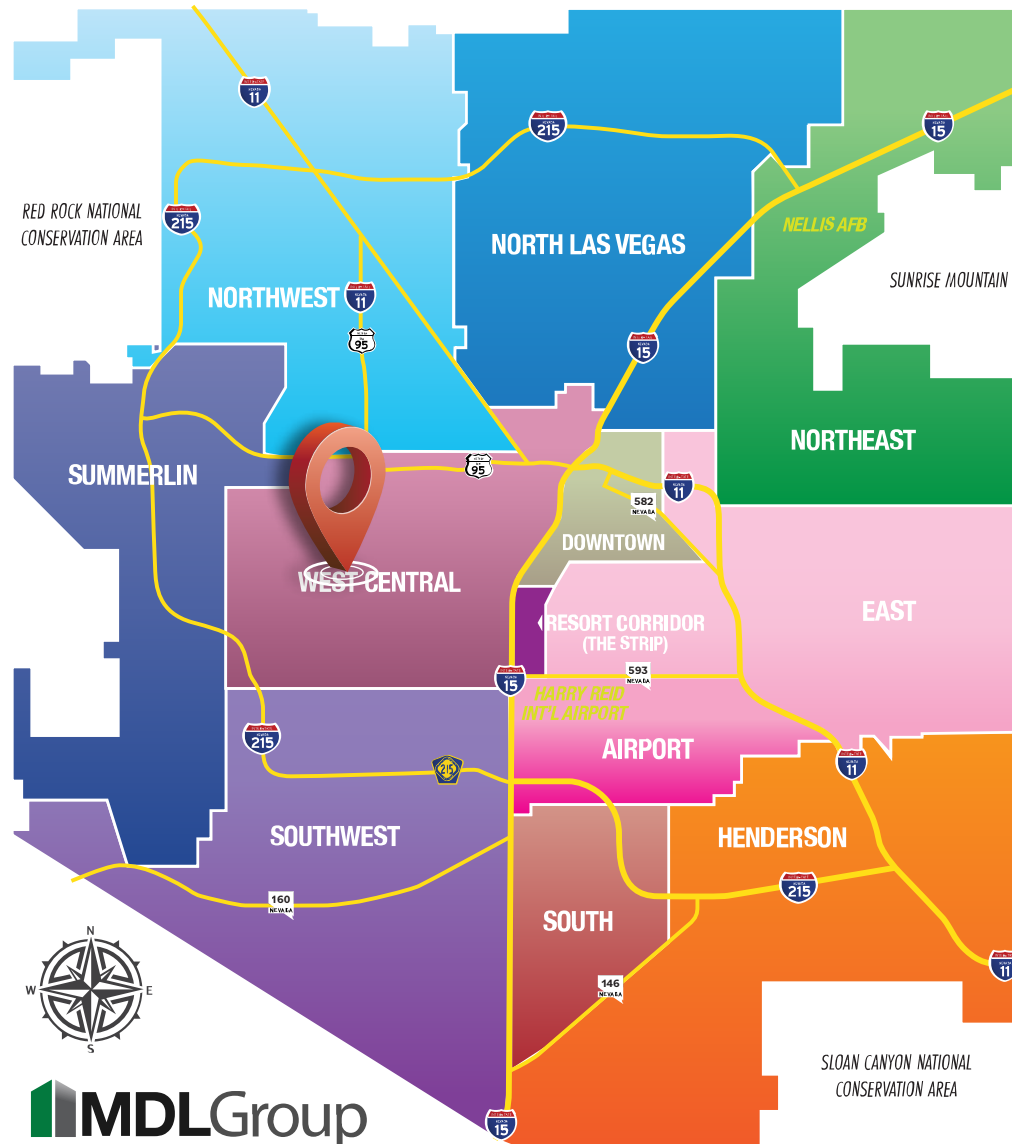 11
215
15
RED ROCK NATIONAL
CONSERVATION AREA
215
NELLIS AFB
NORTH LAS VEGAS
SUNRISE MOUNTAIN
NORTHWEST
11
95
15
NORTHEAST
SUMMERLIN
95
11
582
NEVADA
DOWNTOWN
WEST CENTRAL
EAST
RESORT CORRIDOR
(THE STRIP)
593
NEVADA
15
HARRY REID
INT'L AIRPORT
215
AIRPORT
11
215
SOUTHWEST
HENDERSON
215
160
NEVADA
SOUTH
N
W
E
S
11
146
NEVADA
SLOAN CANYON NATIONAL
CONSERVATION AREA
MDLGroup
15